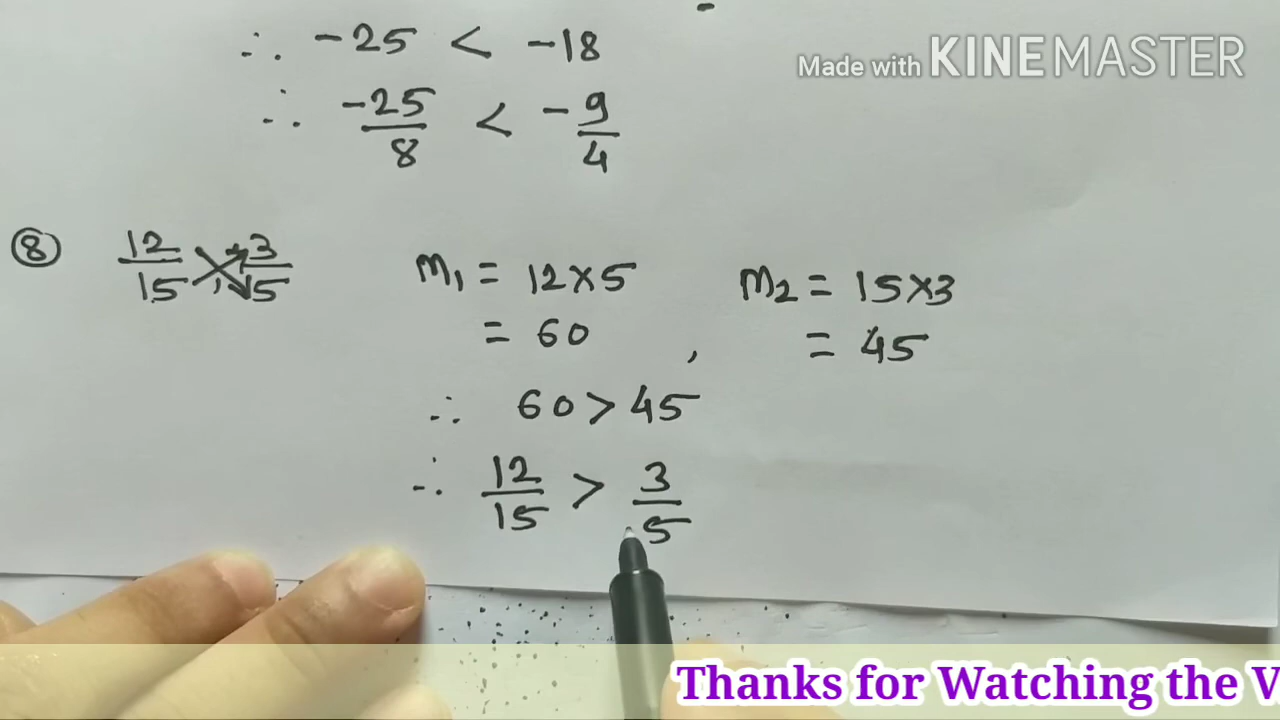 ∴ -25 < -18
Made with KINEMASTER
∴ -25/8 < -9/4
⑧ 12/15, 3/5
M1 = 12×5
= 60 ,
M2 = 15×3
= 45
∴ 60 > 45
∴ 12/15 > 3/5
Thanks for Watching the V